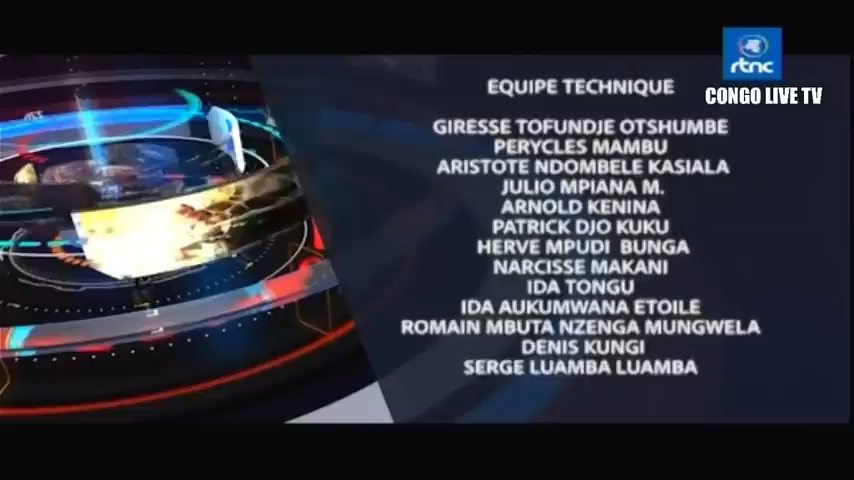 rtnc
CONGO LIVE TV
EQUIPE TECHNIQUE
GIRESSE TOFUNDJE OTSHUMBE
PERYCLES MAMBU
ARISTOTE NDOMBELE KASIALA
JULIO MPIANA M.
ARNOLD KENINA
PATRICK DJO KUKU
HERVE MPUDI BUNGA
NARCISSE MAKANI
IDA TONGU
IDA AUKUMWANA ETOILE
ROMAIN MBUTA NZENGA MUNGWELA
DENIS KUNGI
SERGE LUAMBA LUAMBA